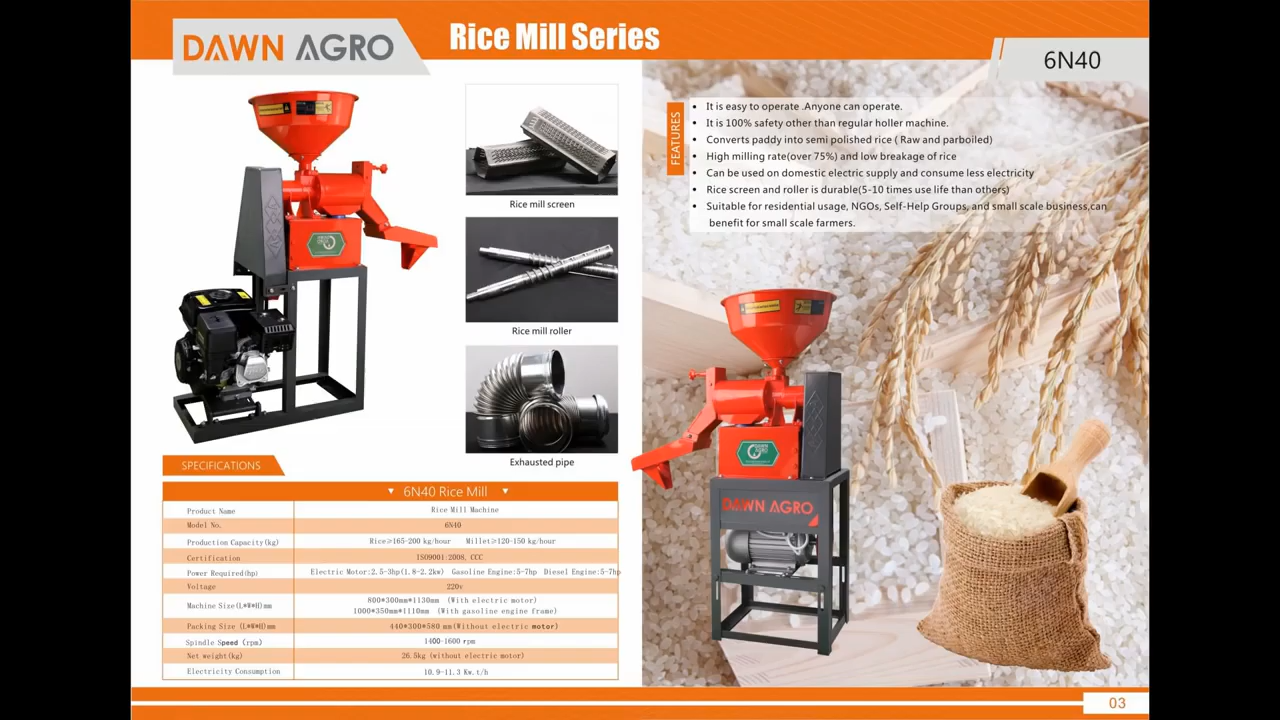 DAWN AGRO
Rice Mill Series
6N40
FEATURES
• It is easy to operate .Anyone can operate.
• It is 100% safety other than regular holler machine.
• Converts paddy into semi polished rice ( Raw and parboiled)
• High milling rate(over 75%) and low breakage of rice
• Can be used on domestic electric supply and consume less electricity
• Rice screen and roller is durable(5-10 times use life than others)
• Suitable for residential usage, NGOs, Self-Help Groups, and small scale business,can
benefit for small scale farmers.
Rice mill screen
Rice mill roller
Exhausted pipe
SPECIFICATIONS
▼ 6N40 Rice Mill ▼
Product Name Rice Mill Machine
Model No. 6N40
Production Capacity(kg) Rice≥165-200 kg/hour Millet≥120-150 kg/hour
Certification ISO9001:2008. CCC
Power Required(hp) Electric Motor:2.5-3hp(1.8-2.2kw) Gasoline Engine:5-7hp Diesel Engine:5-7hp
Voltage 220v
Machine Size(L*W*H)mm 800*300mm*1130mm (With electric motor)
1000*350mm*1110mm (With gasoline engine frame)
Packing Size (L*W*H)mm 440*300*580 mm(Without electric motor)
Spindle Speed (rpm) 1400-1600 rpm
Net weight(kg) 26.5kg (without electric motor)
Electricity Consumption 10.9-11.3 Kw.t/h
DAWN AGRO
03